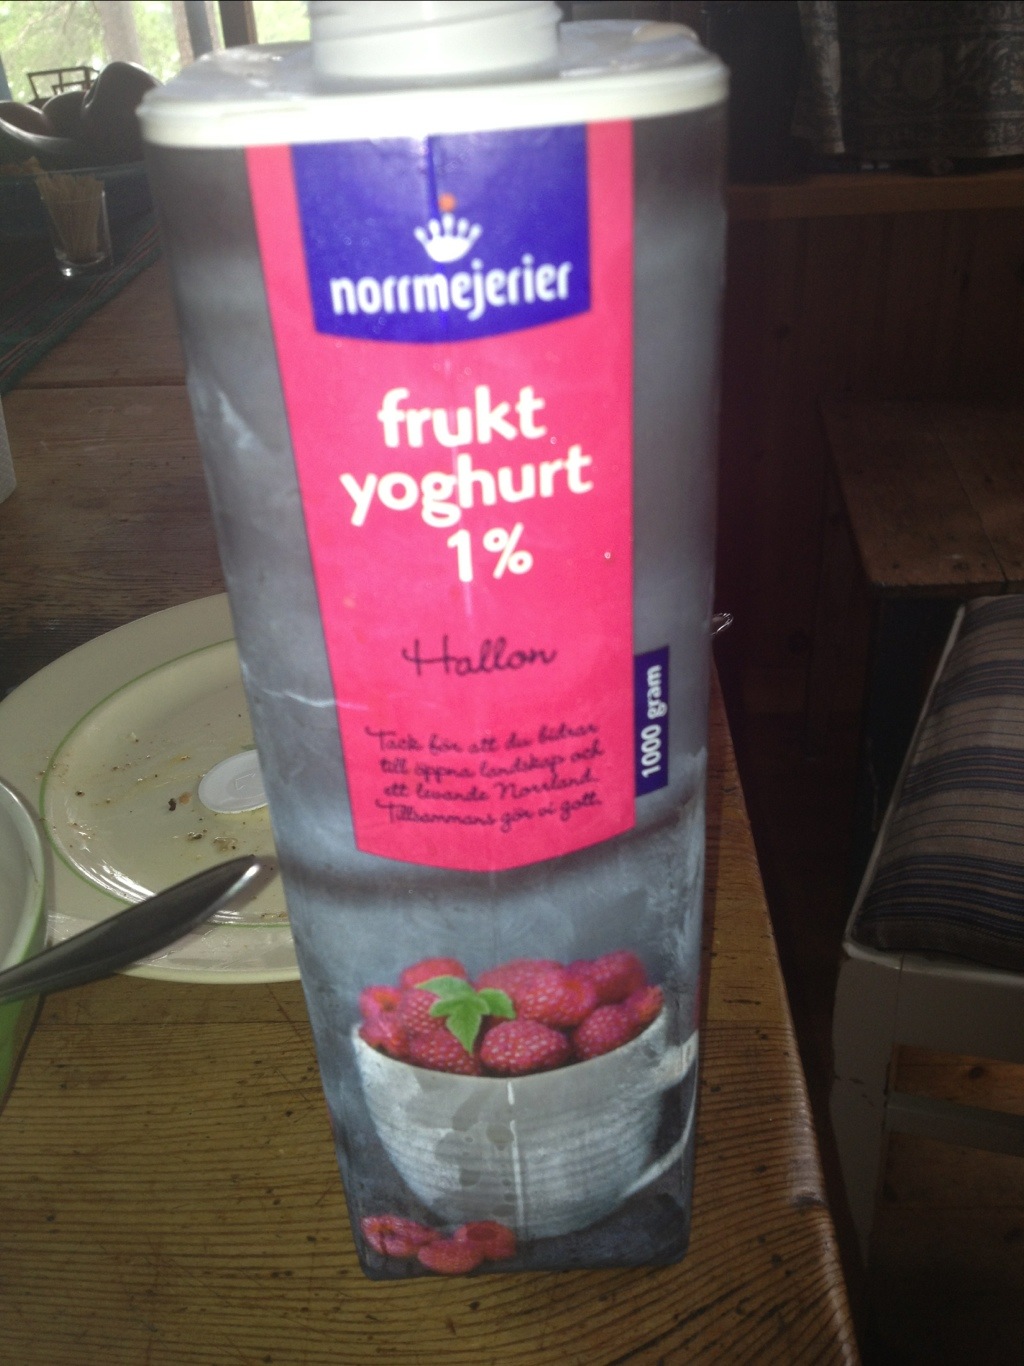 norrmejerier
frukt
yoghurt
1%
Hallon
Tack för att du bidrar
till öppna landskap och
ett levande Norrland.
Tillsammans gör vi gott.
1000 gram